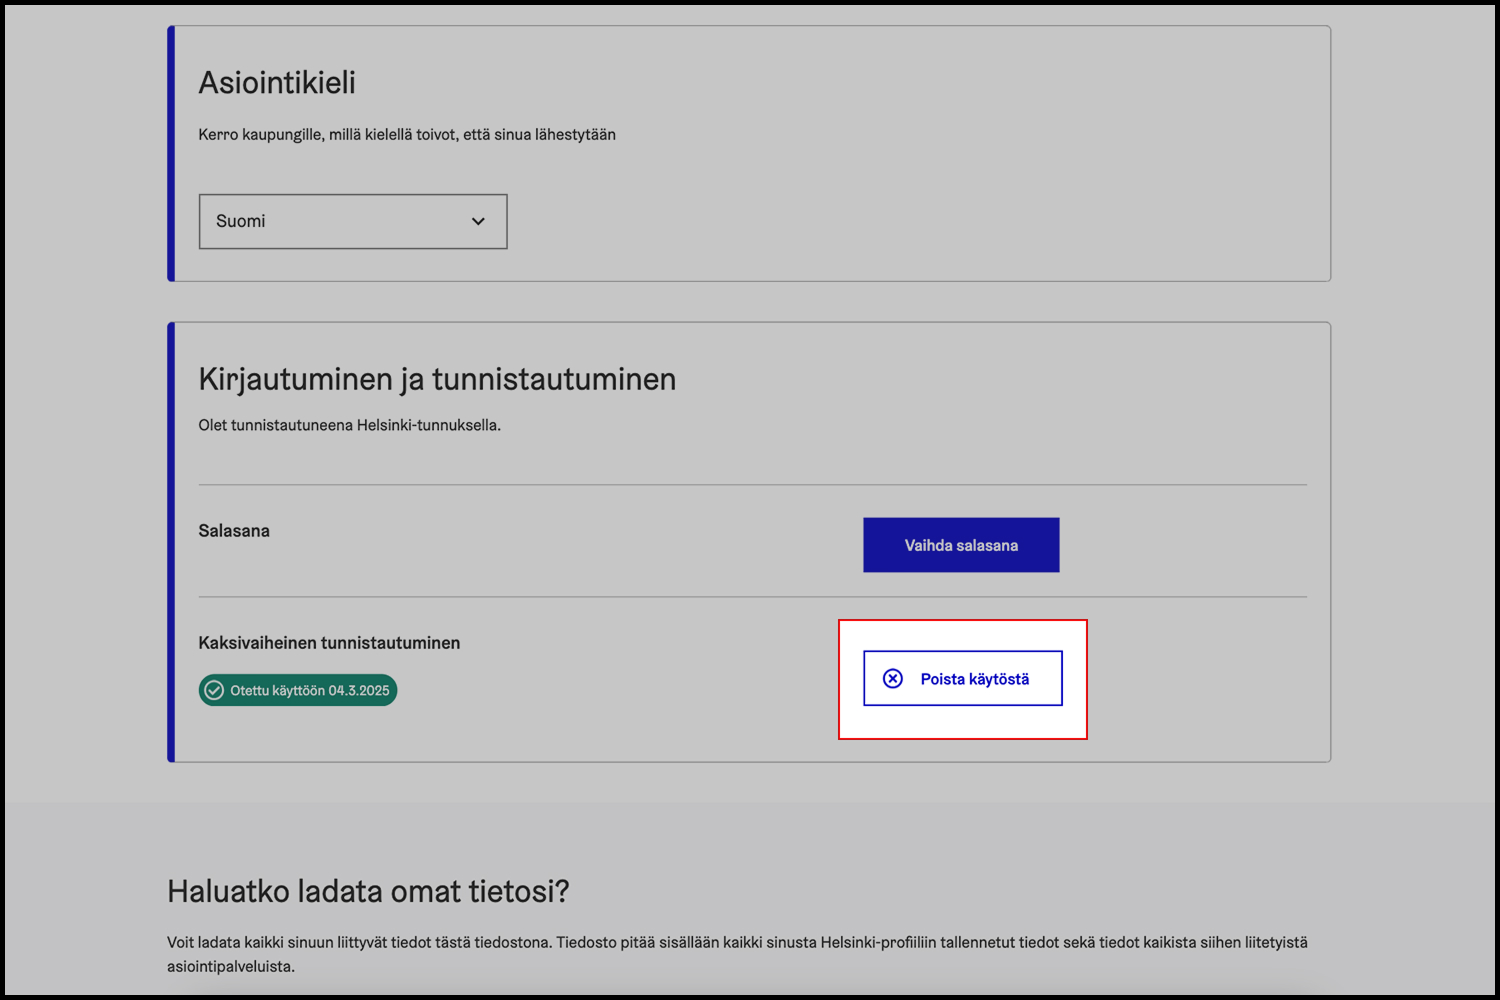 Asiointikieli
Kerro kaupungille, millä kielellä toivot, että sinua lähestytään
Suomi
Kirjautuminen ja tunnistautuminen
Olet tunnistautuneena Helsinki-tunnuksella.
Salasana
Vaihda salasana
Kaksivaiheinen tunnistautuminen
Otettu käyttöön 04.3.2025
Poista käytöstä
Haluatko ladata omat tietosi?
Voit ladata kaikki sinuun liittyvät tiedot tästä tiedostona. Tiedosto pitää sisällään kaikki sinusta Helsinki-profiiliin tallennetut tiedot sekä tiedot kaikista siihen liitetyistä
asiointipalveluista.